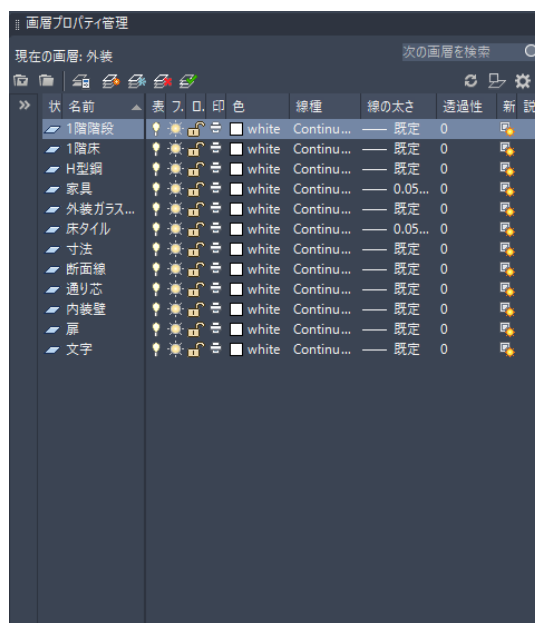 画層プロパティ管理
現在の画層: 外装
次の画層を検索
状 名前 表 フ. ロ. 印 色 線種 線の太さ 透過性 新 説
1階階段 white Continu... 既定 0
1階床 white Continu... 既定 0
H型鋼 white Continu... 既定 0
家具 white Continu... 0.05... 0
外装ガラス... white Continu... 既定 0
床タイル white Continu... 0.05... 0
寸法 white Continu... 既定 0
断面線 white Continu... 既定 0
通り芯 white Continu... 既定 0
内装壁 white Continu... 既定 0
扉 white Continu... 既定 0
文字 white Continu... 既定 0